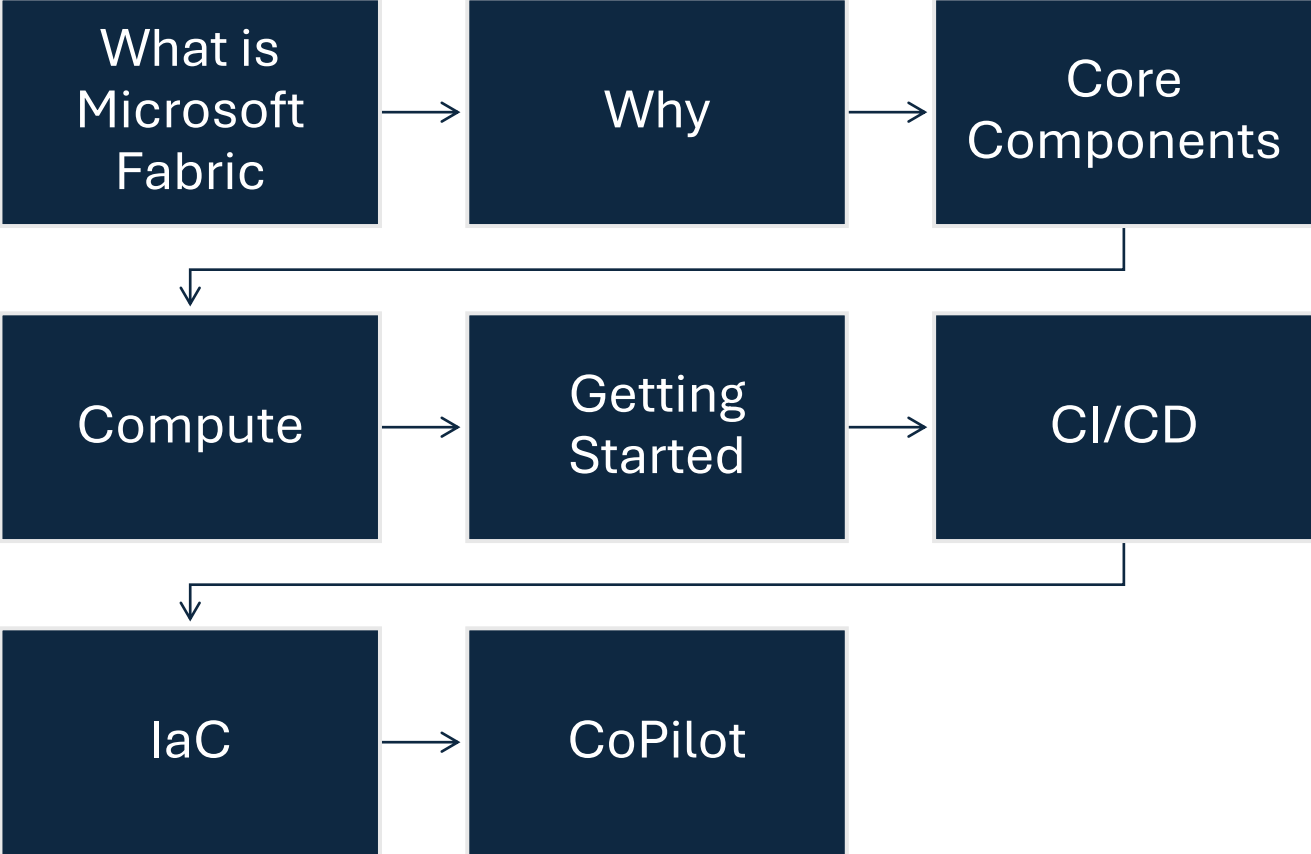 What is
Microsoft
Fabric
Why
Core
Components
Compute
Getting
Started
CI/CD
IaC
CoPilot